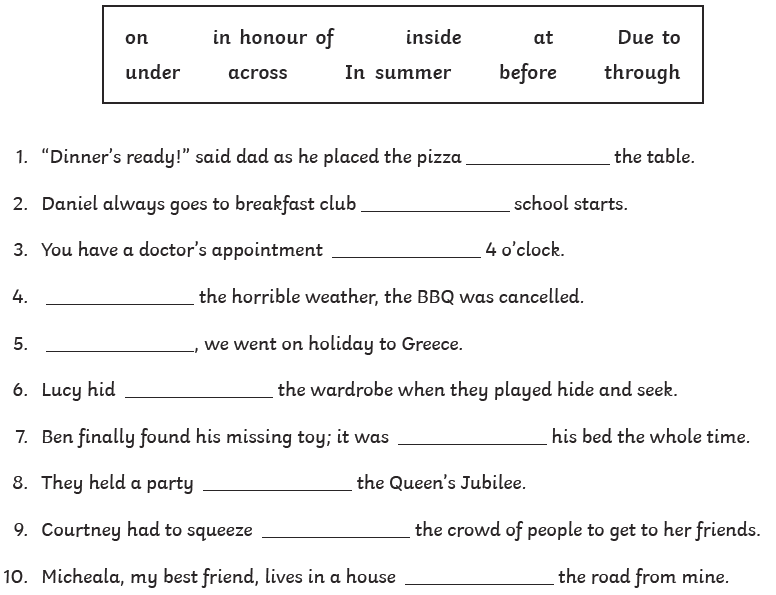 on in honour of inside at Due to
under across In summer before through
1. “Dinner’s ready!” said dad as he placed the pizza ______________ the table.
2. Daniel always goes to breakfast club ______________ school starts.
3. You have a doctor’s appointment ______________ 4 o’clock.
4. ______________ the horrible weather, the BBQ was cancelled.
5. ______________, we went on holiday to Greece.
6. Lucy hid ______________ the wardrobe when they played hide and seek.
7. Ben finally found his missing toy; it was ______________ his bed the whole time.
8. They held a party ______________ the Queen’s Jubilee.
9. Courtney had to squeeze ______________ the crowd of people to get to her friends.
10. Micheala, my best friend, lives in a house ______________ the road from mine.